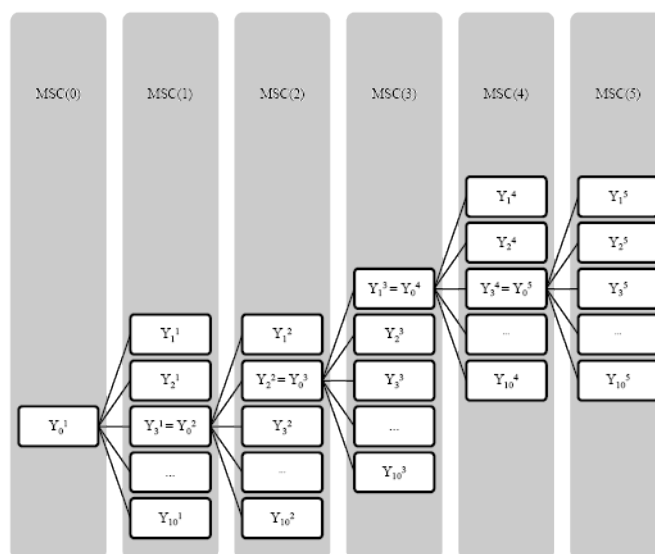 MSC(0)
MSC(1)
MSC(2)
MSC(3)
MSC(4)
MSC(5)
Y₀¹
Y₁¹
Y₂¹
Y₃¹ = Y₀²
...
Y₁₀¹
Y₁²
Y₂² = Y₀³
Y₃²
...
Y₁₀²
Y₁³ = Y₀⁴
Y₂³
Y₃³
...
Y₁₀³
Y₁⁴
Y₂⁴
Y₃⁴ = Y₀⁵
...
Y₁₀⁴
Y₁⁵
Y₂⁵
Y₃⁵
...
Y₁₀⁵